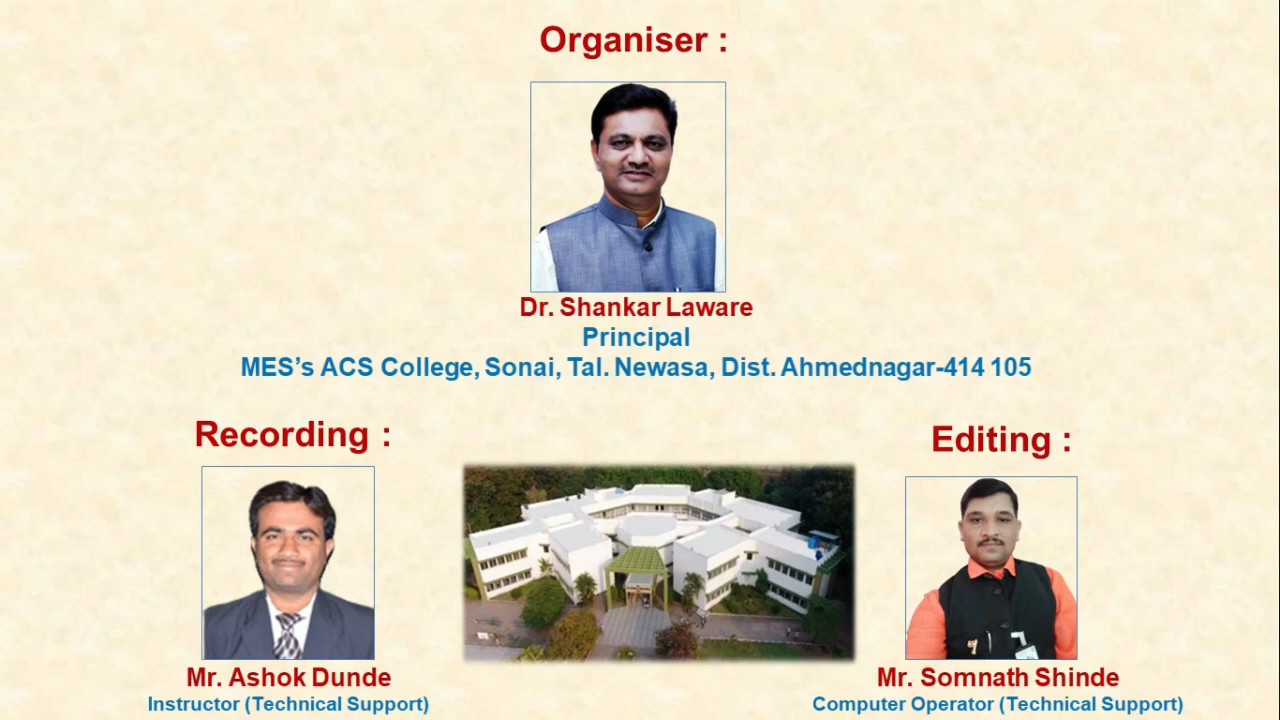 Organiser :
Dr. Shankar Laware
Principal
MES’s ACS College, Sonai, Tal. Newasa, Dist. Ahmednagar-414 105
Recording :
Editing :
Mr. Ashok Dunde
Instructor (Technical Support)
Mr. Somnath Shinde
Computer Operator (Technical Support)